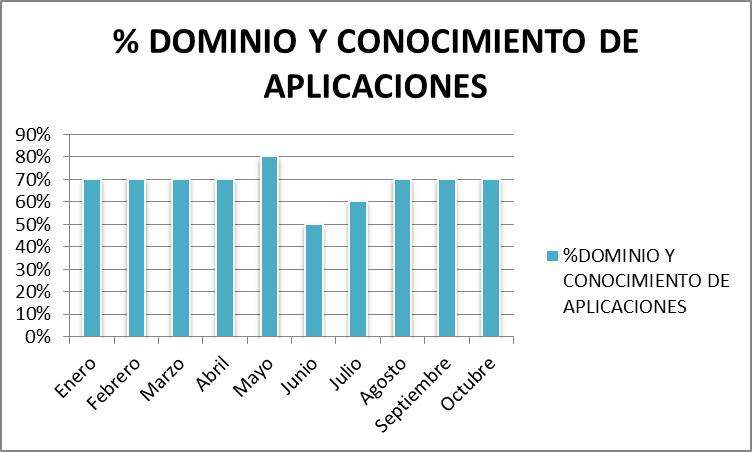 % DOMINIO Y CONOCIMIENTO DE
APLICACIONES
90%
80%
70%
60%
50%
40%
30%
20%
10%
0%
Enero
Febrero
Marzo
Abril
Mayo
Junio
Julio
Agosto
Septiembre
Octubre
%DOMINIO Y
CONOCIMIENTO DE
APLICACIONES